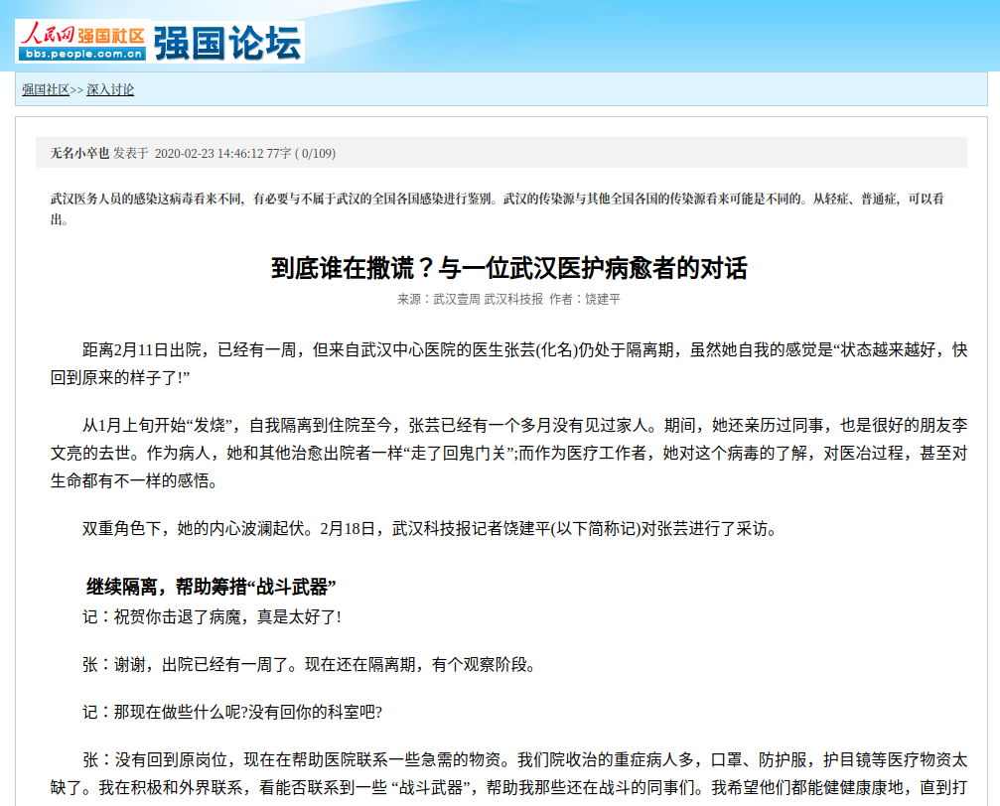 人民网 强国社区
bbs.people.com.cn
强国论坛
强国社区>> 深入讨论
无名小卒也 发表于 2020-02-23 14:46:12 77字 ( 0/109)
武汉医务人员的感染这病毒看来不同，有必要与不属于武汉的全国各国感染进行鉴别。武汉的传染源与其他全国各国的传染源看来可能是不同的。从轻症、普通症，可以看
出。
到底谁在撒谎？与一位武汉医护病愈者的对话
来源：武汉壹周 武汉科技报 作者：饶建平
距离2月11日出院，已经有一周，但来自武汉中心医院的医生张芸(化名)仍处于隔离期，虽然她自我的感觉是“状态越来越好，快
回到原来的样子了!”
从1月上旬开始“发烧”，自我隔离到住院至今，张芸已经有一个多月没有见过家人。期间，她还亲历过同事，也是很好的朋友李
文亮的去世。作为病人，她和其他治愈出院者一样“走了回鬼门关”;而作为医疗工作者，她对这个病毒的了解，对医冶过程，甚至对
生命都有不一样的感悟。
双重角色下，她的内心波澜起伏。2月18日，武汉科技报记者饶建平(以下简称记)对张芸进行了采访。
继续隔离，帮助筹措“战斗武器”
记：祝贺你击退了病魔，真是太好了!
张：谢谢，出院已经有一周了。现在还在隔离期，有个观察阶段。
记：那现在做些什么呢?没有回你的科室吧?
张：没有回到原岗位，现在在帮助医院联系一些急需的物资。我们院收治的重症病人多，口罩、防护服，护目镜等医疗物资太
缺了。我在积极和外界联系，看能否联系到一些 “战斗武器”，帮助我那些还在战斗的同事们。我希望他们都能健健康康地，直到打